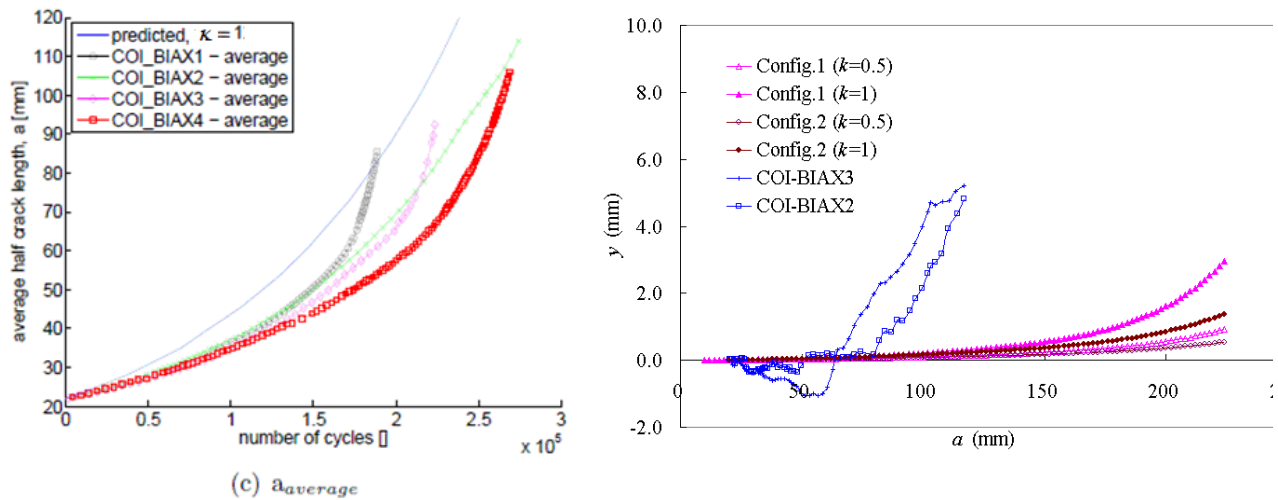 120
110
100
90
80
70
60
50
40
30
20
average half crack length, a [mm]
predicted, κ = 1:
COI_BIAX1 − average
COI_BIAX2 − average
COI_BIAX3 − average
COI_BIAX4 − average
0 0.5 1 1.5 2 2.5 3
x 10⁵
number of cycles []
(c) a_average
10.0
8.0
6.0
4.0
2.0
0.0
-2.0
y (mm)
Config.1 (k=0.5)
Config.1 (k=1)
Config.2 (k=0.5)
Config.2 (k=1)
COI-BIAX3
COI-BIAX2
0 50 100 150 200
a (mm)